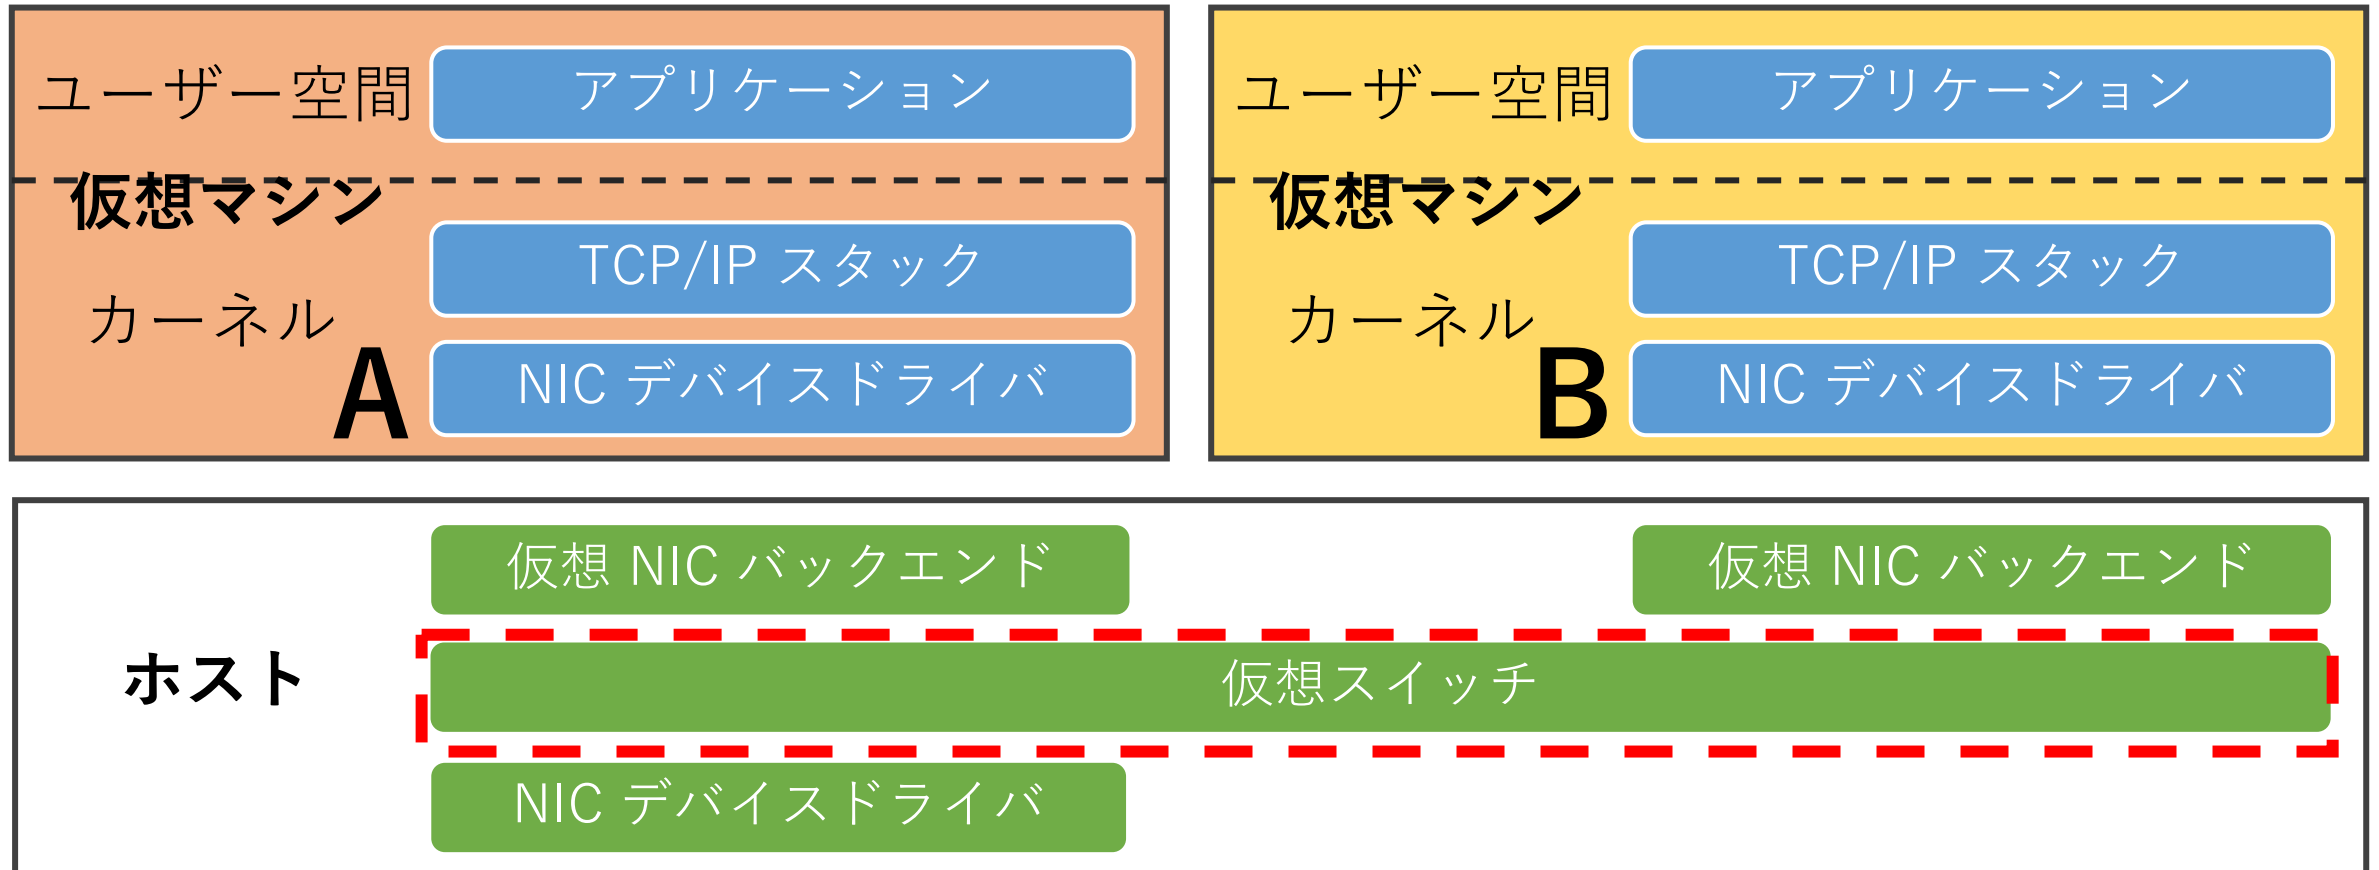 ユーザー空間
アプリケーション
仮想マシン
TCP/IP スタック
カーネル
A
NIC デバイスドライバ
ユーザー空間
アプリケーション
仮想マシン
TCP/IP スタック
カーネル
B
NIC デバイスドライバ
仮想 NIC バックエンド
仮想 NIC バックエンド
ホスト
仮想スイッチ
NIC デバイスドライバ